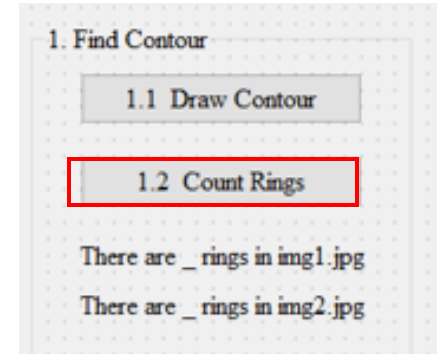 1. Find Contour
1.1 Draw Contour
1.2 Count Rings
There are _ rings in img1.jpg
There are _ rings in img2.jpg